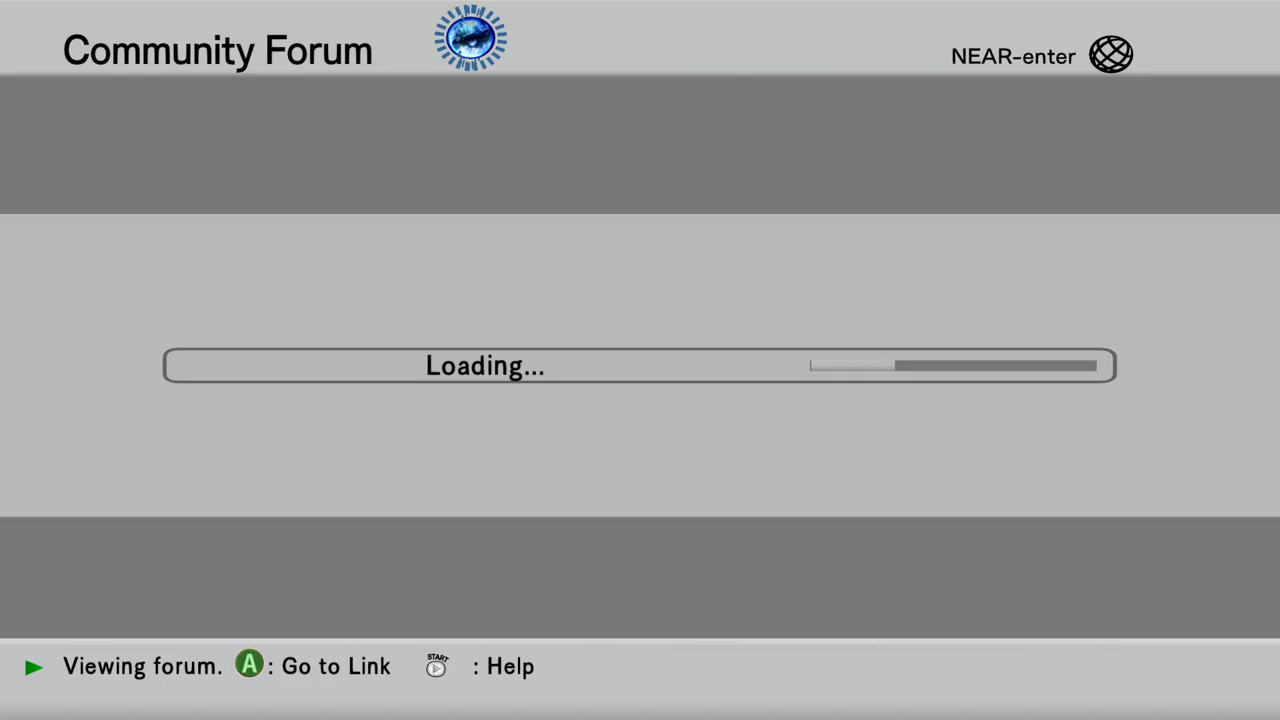 Community Forum
NEAR-enter
Loading...
Viewing forum. A : Go to Link START : Help